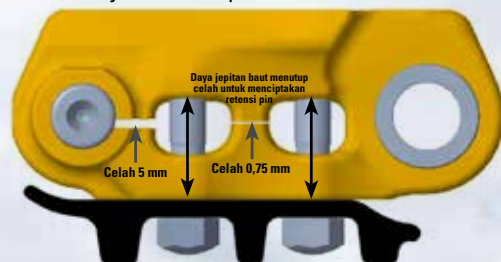 Daya jepitan baut menutup
celah untuk menciptakan
retensi pin
Celah 5 mm
Celah 0,75 mm